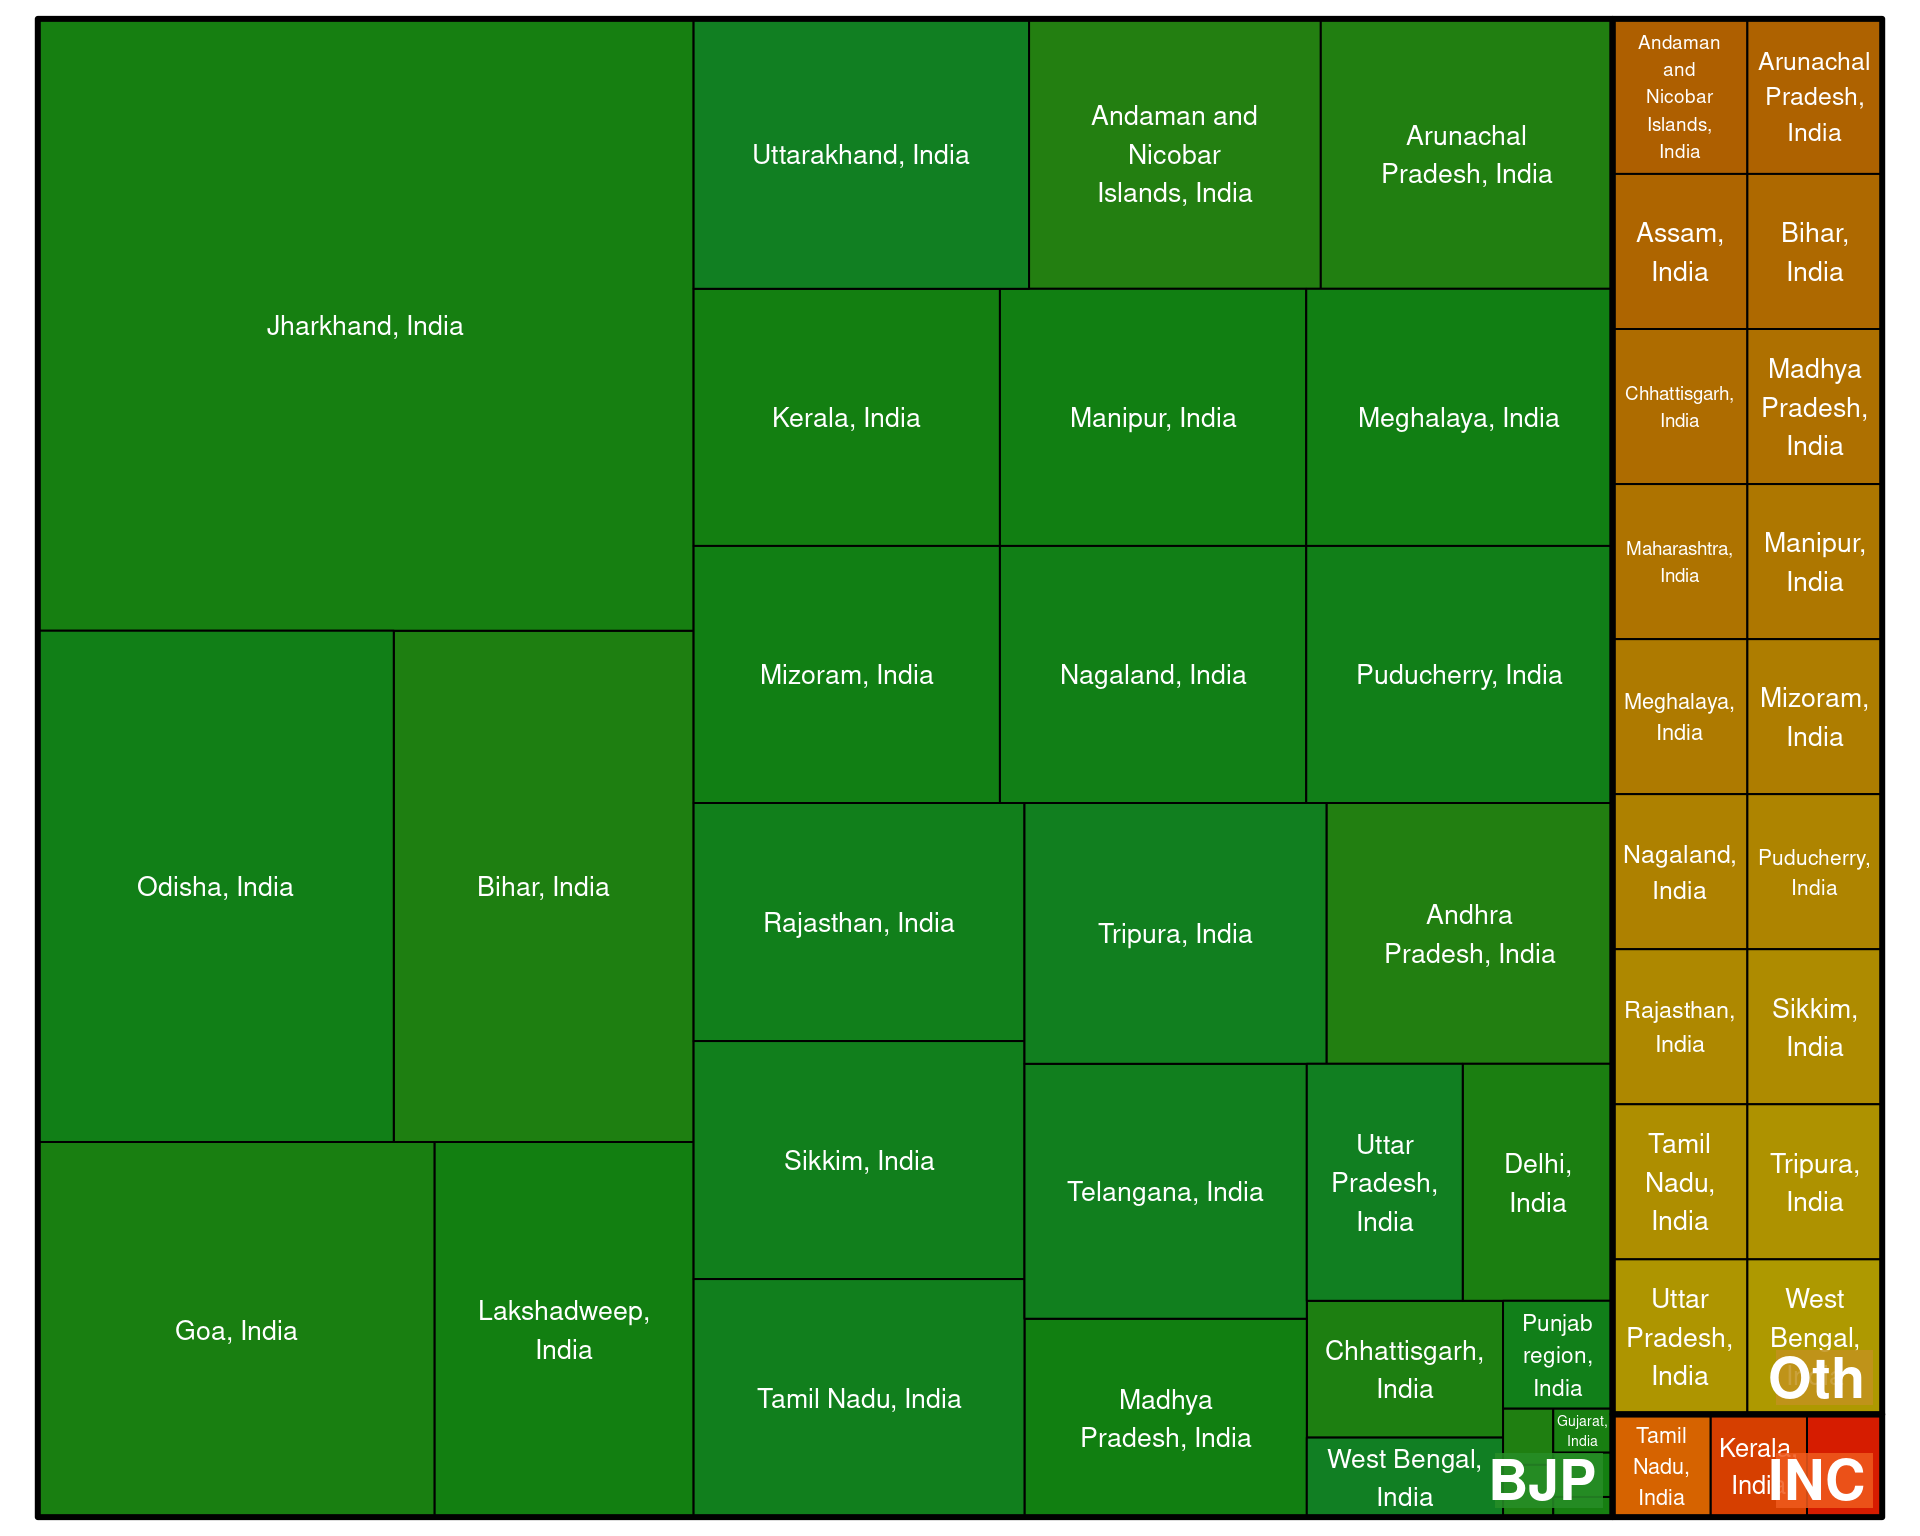 Jharkhand, India
Odisha, India
Bihar, India
Goa, India
Lakshadweep,
India
Uttarakhand, India
Andaman and
Nicobar
Islands, India
Arunachal
Pradesh, India
Kerala, India
Manipur, India
Meghalaya, India
Mizoram, India
Nagaland, India
Puducherry, India
Rajasthan, India
Sikkim, India
Tamil Nadu, India
Tripura, India
Andhra
Pradesh, India
Telangana, India
Madhya
Pradesh, India
Uttar
Pradesh,
India
Delhi,
India
Chhattisgarh,
India
West Bengal,
India
Punjab
region,
India
Gujarat,
India
BJP
Andaman
and
Nicobar
Islands,
India
Arunachal
Pradesh,
India
Assam,
India
Bihar,
India
Chhattisgarh,
India
Madhya
Pradesh,
India
Maharashtra,
India
Manipur,
India
Meghalaya,
India
Mizoram,
India
Nagaland,
India
Puducherry,
India
Rajasthan,
India
Sikkim,
India
Tamil
Nadu,
India
Tripura,
India
Uttar
Pradesh,
India
West
Bengal,
Oth
Tamil
Nadu,
India
Kerala,
India
INC